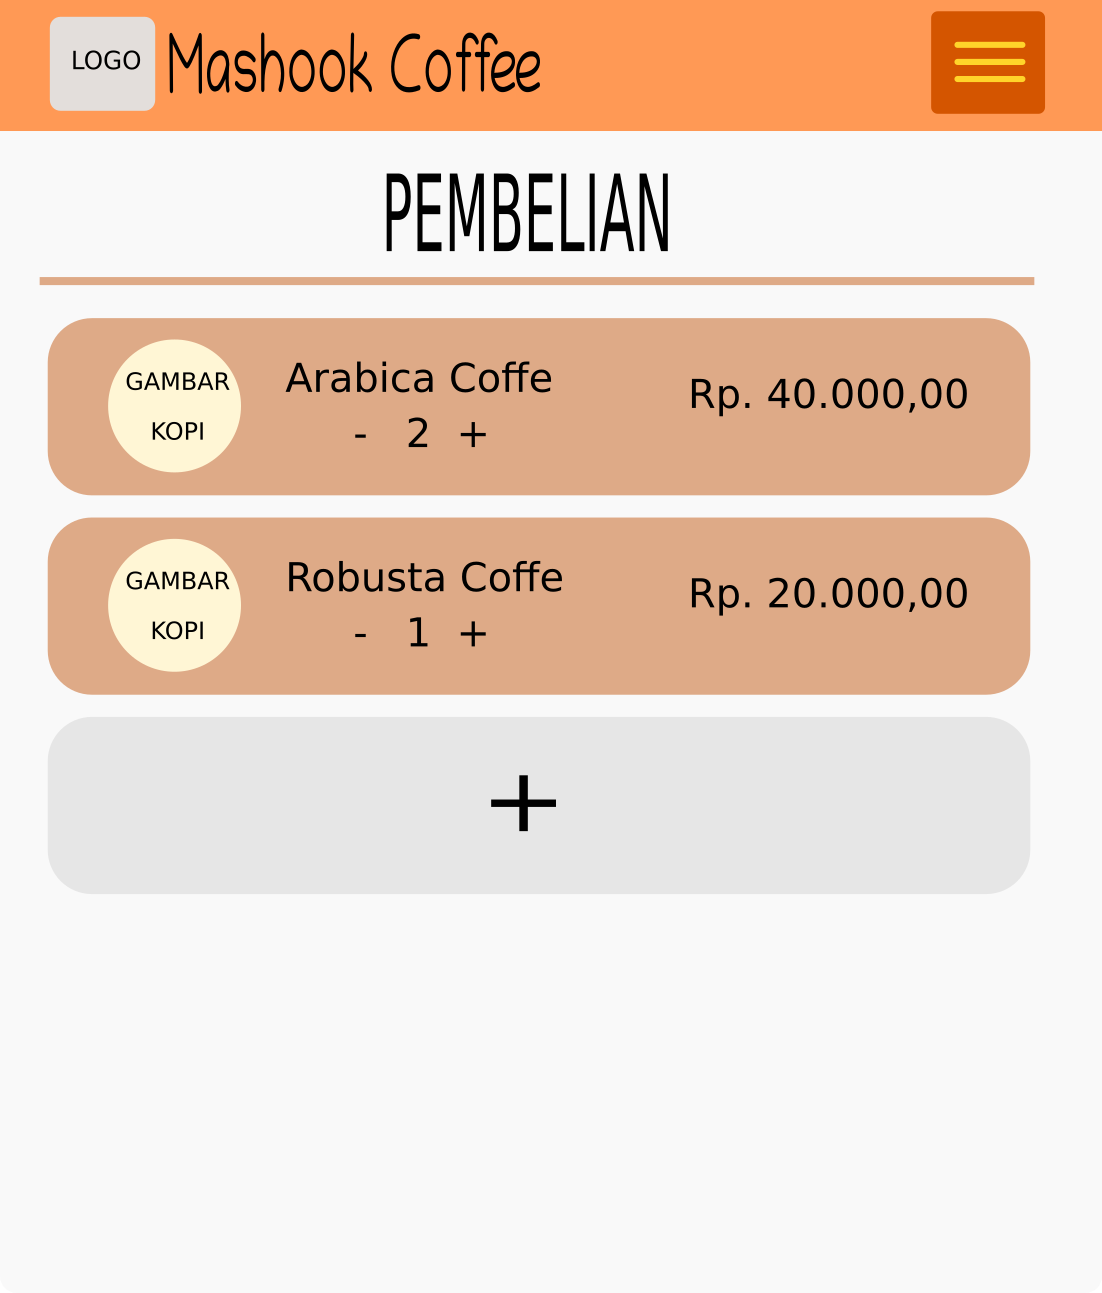 LOGO Mashook Coffee
PEMBELIAN
GAMBAR KOPI
Arabica Coffe
- 2 +
Rp. 40.000,00
GAMBAR KOPI
Robusta Coffe
- 1 +
Rp. 20.000,00
+